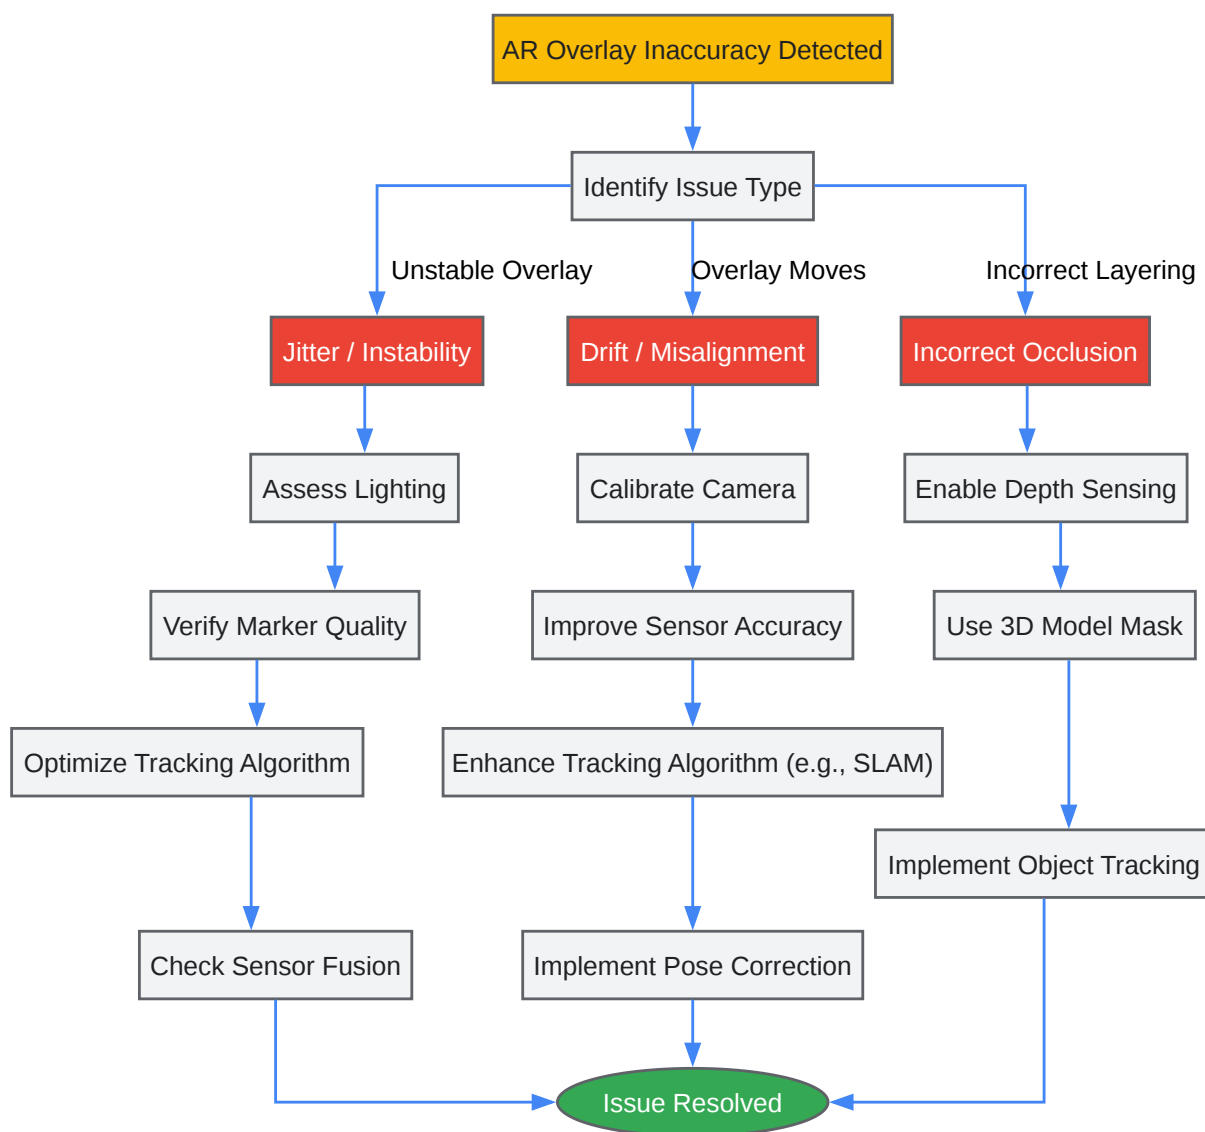 AR Overlay Inaccuracy Detected
Identify Issue Type
Unstable Overlay
Overlay Moves
Incorrect Layering
Jitter / Instability
Drift / Misalignment
Incorrect Occlusion
Assess Lighting
Calibrate Camera
Enable Depth Sensing
Verify Marker Quality
Improve Sensor Accuracy
Use 3D Model Mask
Optimize Tracking Algorithm
Enhance Tracking Algorithm (e.g., SLAM)
Implement Object Tracking
Check Sensor Fusion
Implement Pose Correction
Issue Resolved